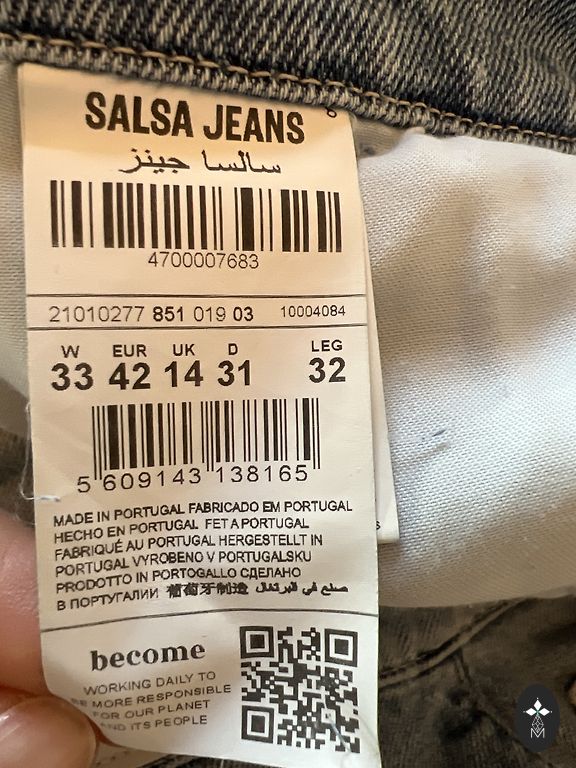 SALSA JEANS
سالسا جينز
4700007683
21010277 851 019 03 10004084
W EUR UK D LEG
33 42 14 31 32
5 609143 138165
MADE IN PORTUGAL FABRICADO EM PORTUGAL
HECHO EN PORTUGAL FET A PORTUGAL
FABRIQUÉ AU PORTUGAL HERGESTELLT IN
PORTUGAL VYROBENO V PORTUGALSKU
PRODOTTO IN PORTOGALLO СДЕЛАНО
В ПОРТУГАЛИИ 葡萄牙制造 صنع في البرتغال
become
WORKING DAILY TO
BE MORE RESPONSIBLE
FOR OUR PLANET
AND ITS PEOPLE